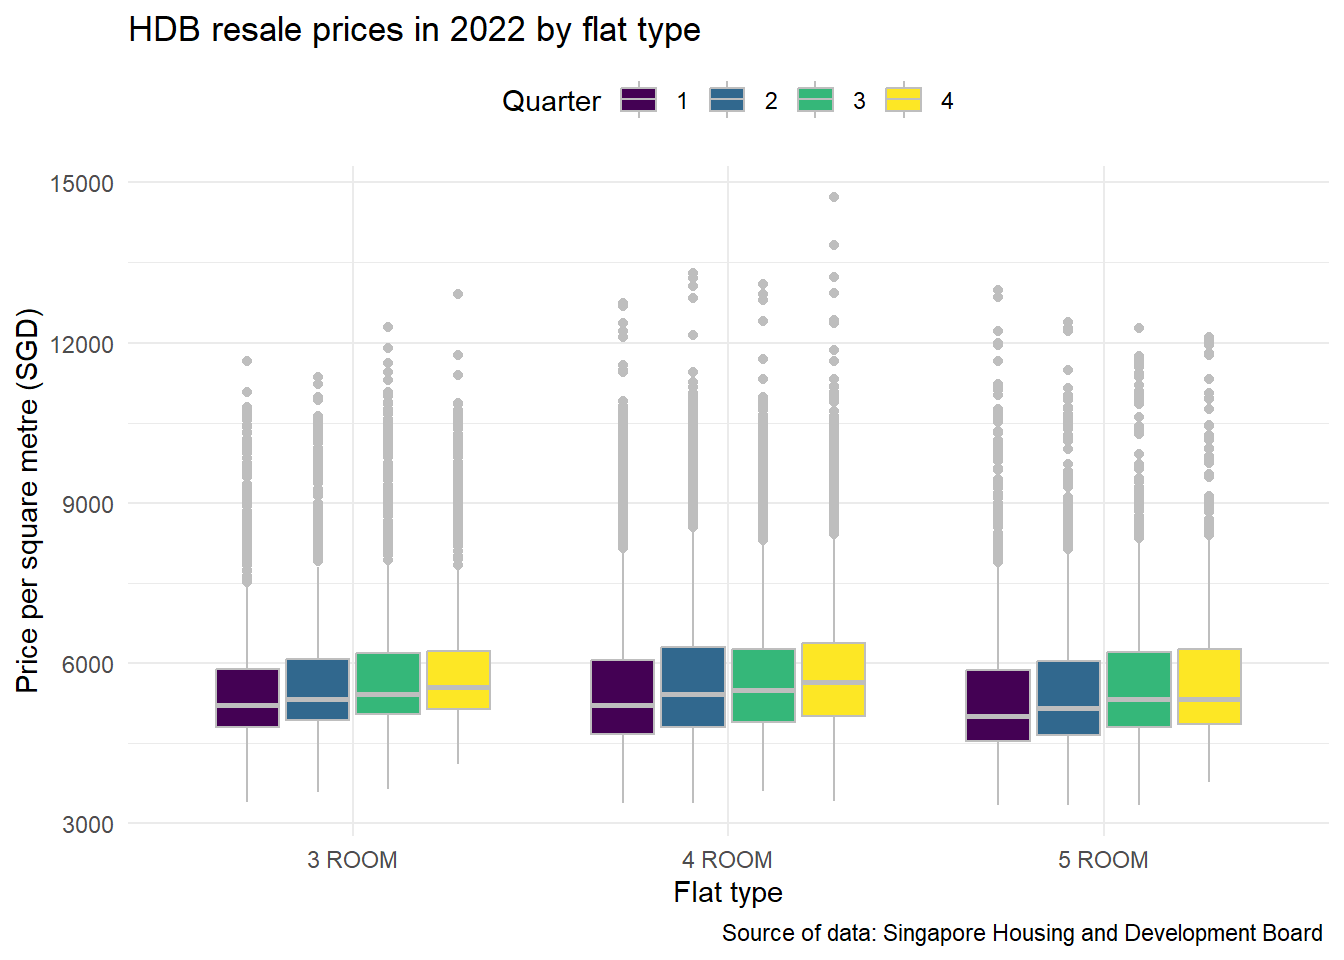 HDB resale prices in 2022 by flat type
Quarter 1 2 3 4
Price per square metre (SGD)
15000
12000
9000
6000
3000
3 ROOM 4 ROOM 5 ROOM
Flat type
Source of data: Singapore Housing and Development Board